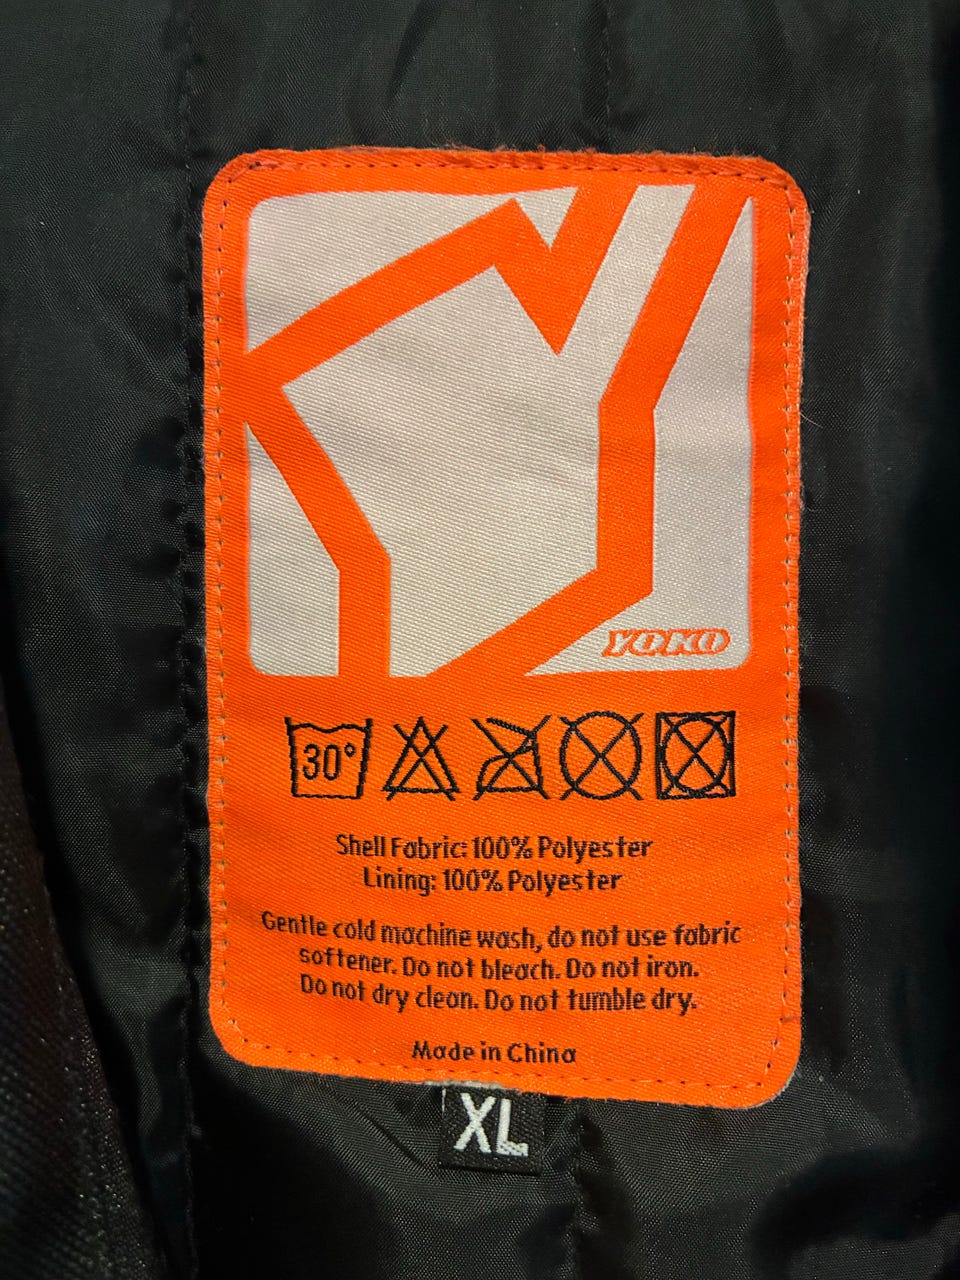 YOKO
30°
Shell Fabric: 100% Polyester
Lining: 100% Polyester
Gentle cold machine wash, do not use fabric
softener. Do not bleach. Do not iron.
Do not dry clean. Do not tumble dry.
Made in China
XL